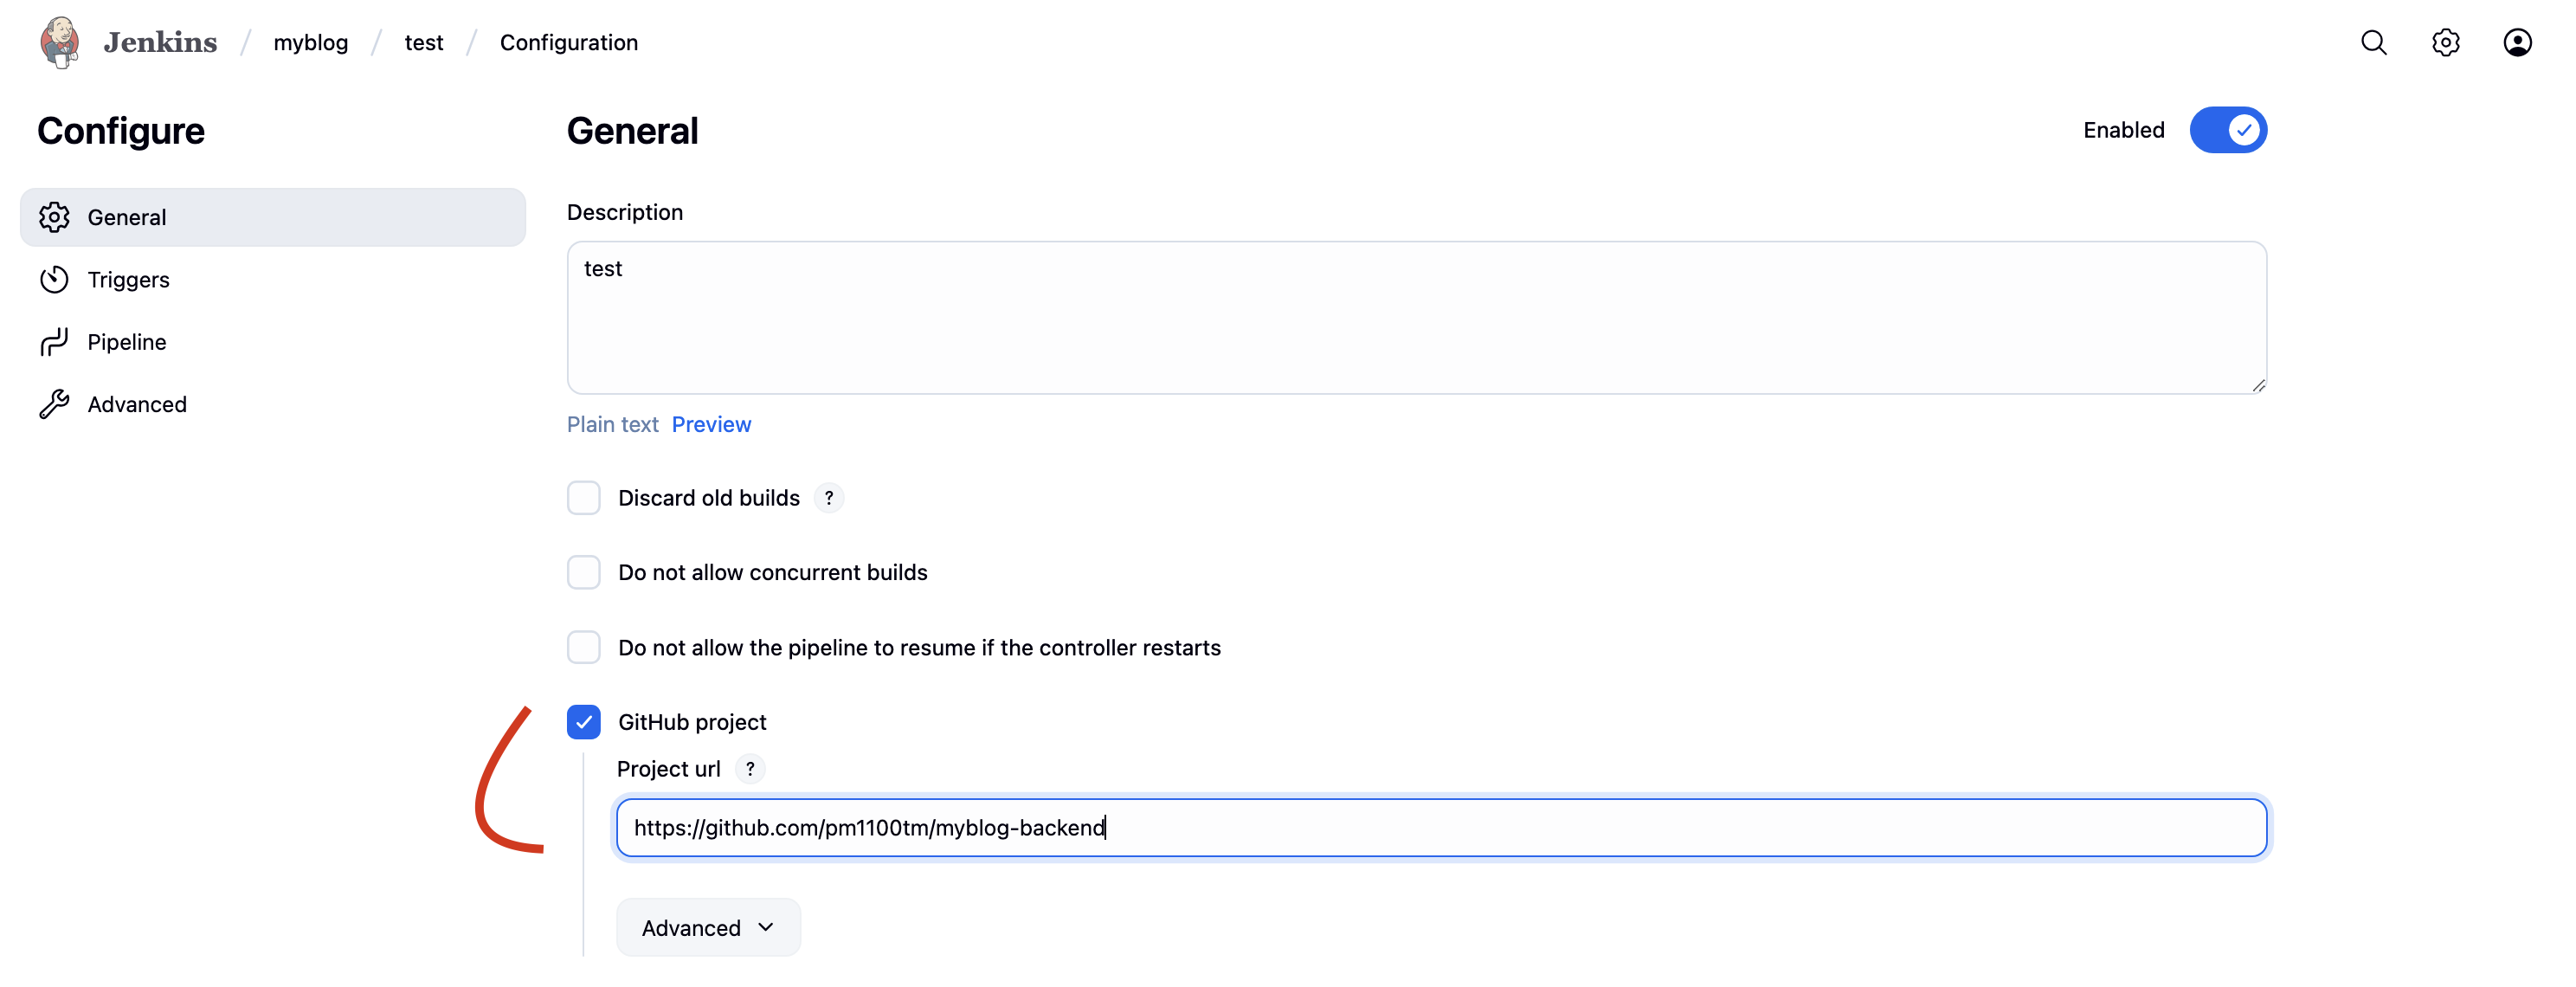 Jenkins / myblog / test / Configuration
Configure
General
Triggers
Pipeline
Advanced
General
Enabled
Description
test
Plain text Preview
Discard old builds ?
Do not allow concurrent builds
Do not allow the pipeline to resume if the controller restarts
GitHub project
Project url ?
https://github.com/pm1100tm/myblog-backend
Advanced